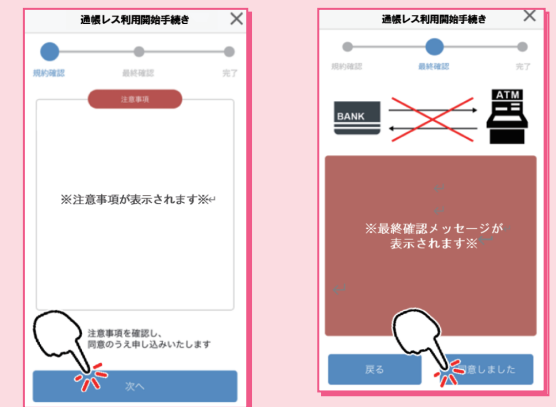 通帳レス利用開始手続き
規約確認
最終確認
完了
注意事項
※注意事項が表示されます※↵
注意事項を確認し、
同意のうえ申し込みいたします
次へ
通帳レス利用開始手続き
規約確認
最終確認
完了
BANK
ATM
※最終確認メッセージが
表示されます※
戻る
意しました